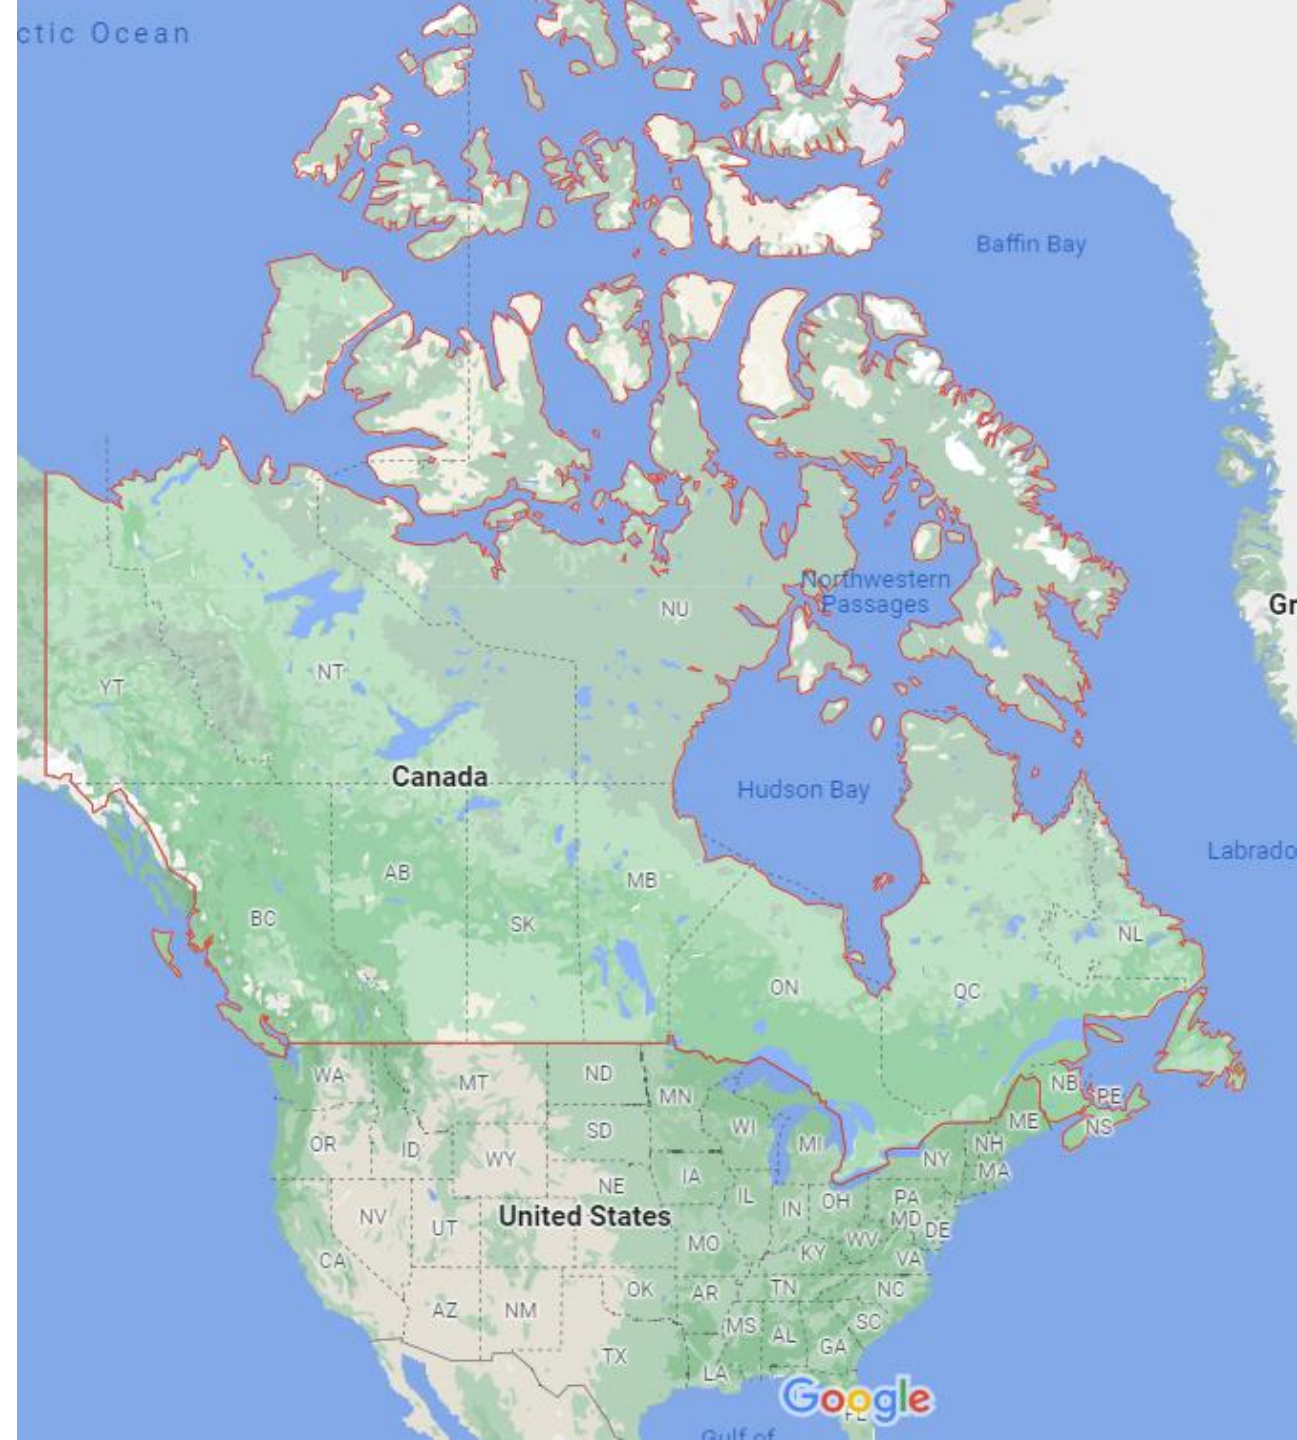 ctic Ocean
Baffin Bay
Northwestern
Passages
Gr
NU
NT
YT
Canada
Hudson Bay
Labrado
AB
MB
BC
SK
NL
ON
QC
WA
MT
ND
MN
NB
PE
ME
NS
OR
ID
SD
WI
MI
NH
NY
MA
WY
NE
IA
IL
IN
OH
PA
NV
UT
United States
MD
DE
MO
KY
WV
VA
CA
OK
AR
TN
NC
AZ
NM
MS
AL
SC
GA
TX
LA
Google
FL
Gulf of